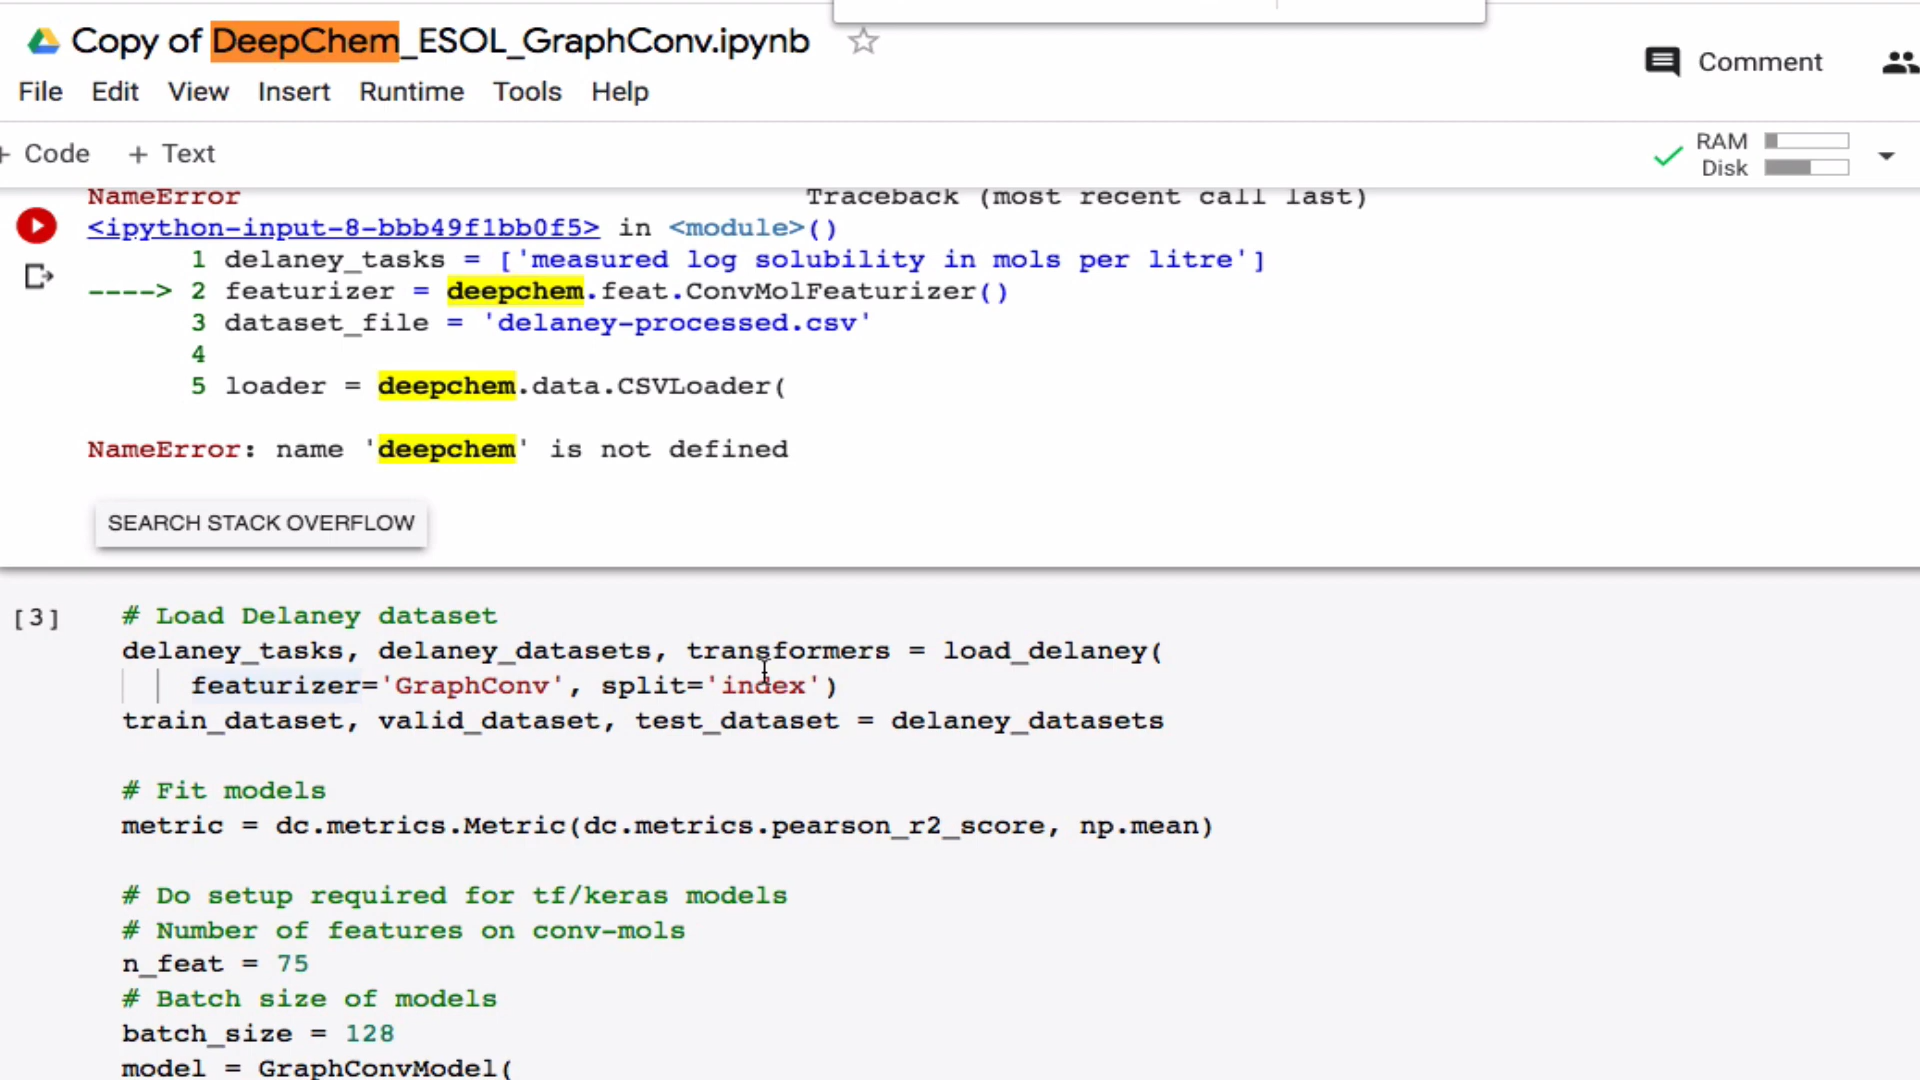 Copy of DeepChem_ESOL_GraphConv.ipynb
Comment
File Edit View Insert Runtime Tools Help
+ Code + Text
RAM
Disk
NameError Traceback (most recent call last)
<ipython-input-8-bbb49f1bb0f5> in <module>()
1 delaney_tasks = ['measured log solubility in mols per litre']
----> 2 featurizer = deepchem.feat.ConvMolFeaturizer()
3 dataset_file = 'delaney-processed.csv'
4
5 loader = deepchem.data.CSVLoader(
NameError: name 'deepchem' is not defined
SEARCH STACK OVERFLOW
[3] # Load Delaney dataset
delaney_tasks, delaney_datasets, transformers = load_delaney(
featurizer='GraphConv', split='index')
train_dataset, valid_dataset, test_dataset = delaney_datasets
# Fit models
metric = dc.metrics.Metric(dc.metrics.pearson_r2_score, np.mean)
# Do setup required for tf/keras models
# Number of features on conv-mols
n_feat = 75
# Batch size of models
batch_size = 128
model = GraphConvModel(